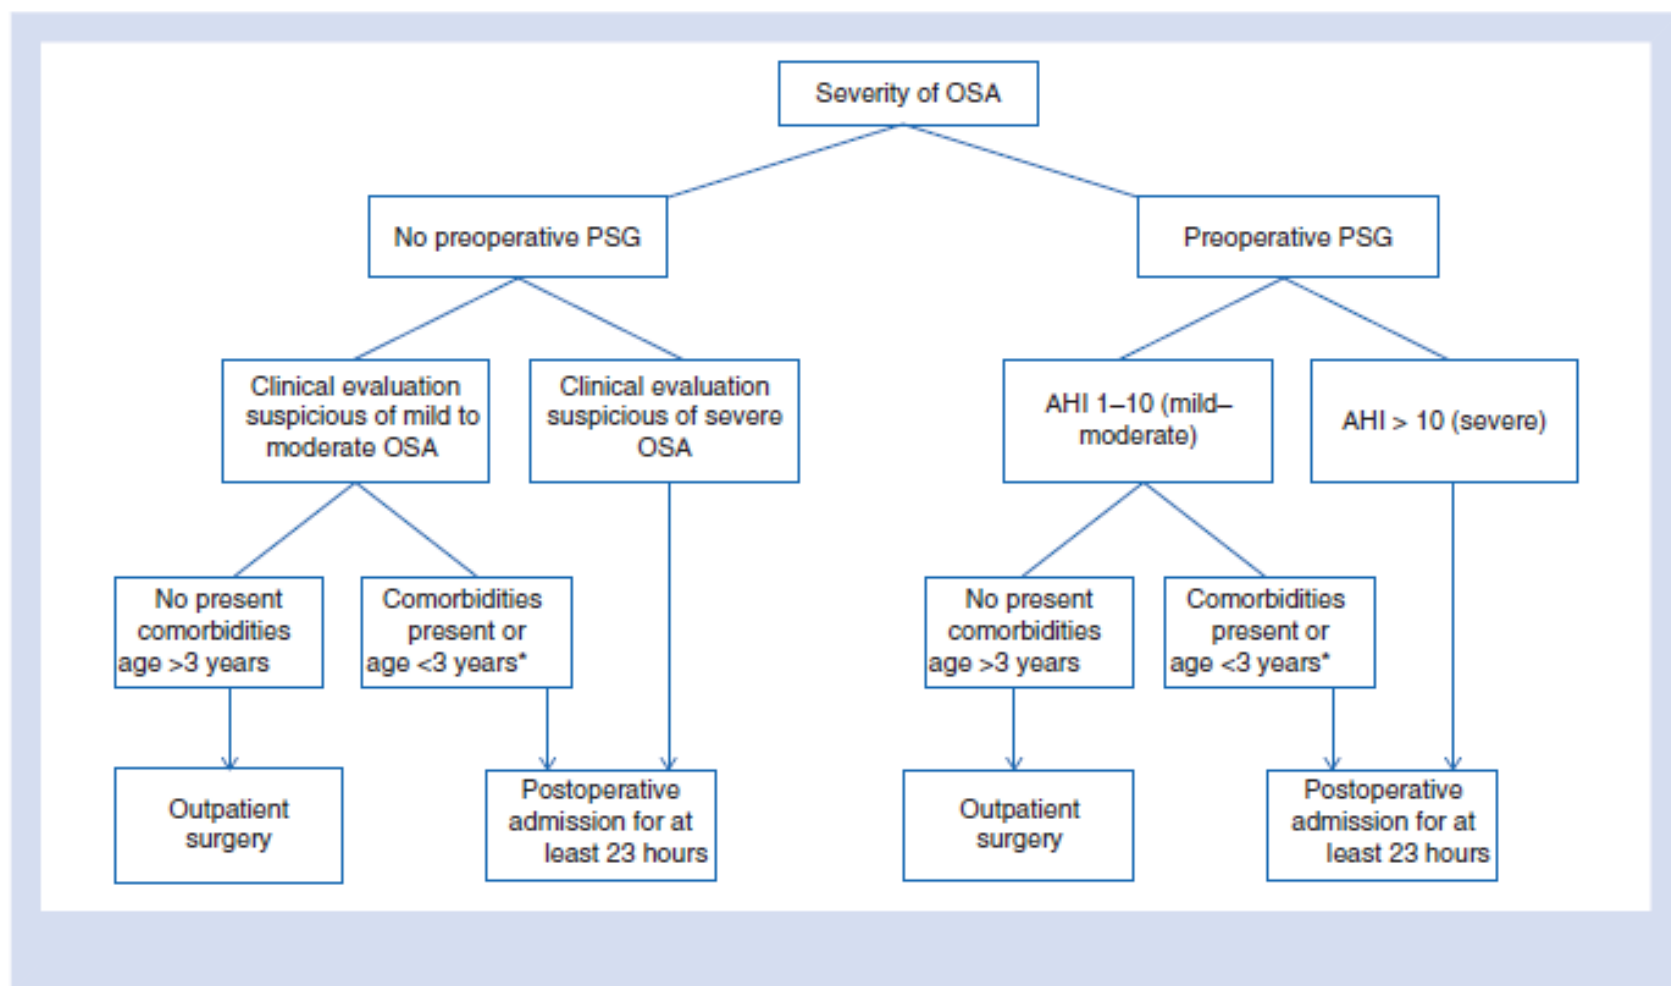 Severity of OSA
No preoperative PSG
Preoperative PSG
Clinical evaluation
suspicious of mild to
moderate OSA
Clinical evaluation
suspicious of severe
OSA
AHI 1–10 (mild–
moderate)
AHI > 10 (severe)
No present
comorbidities
age >3 years
Comorbidities
present or
age <3 years*
No present
comorbidities
age >3 years
Comorbidities
present or
age <3 years*
Outpatient
surgery
Postoperative
admission for at
least 23 hours
Outpatient
surgery
Postoperative
admission for at
least 23 hours